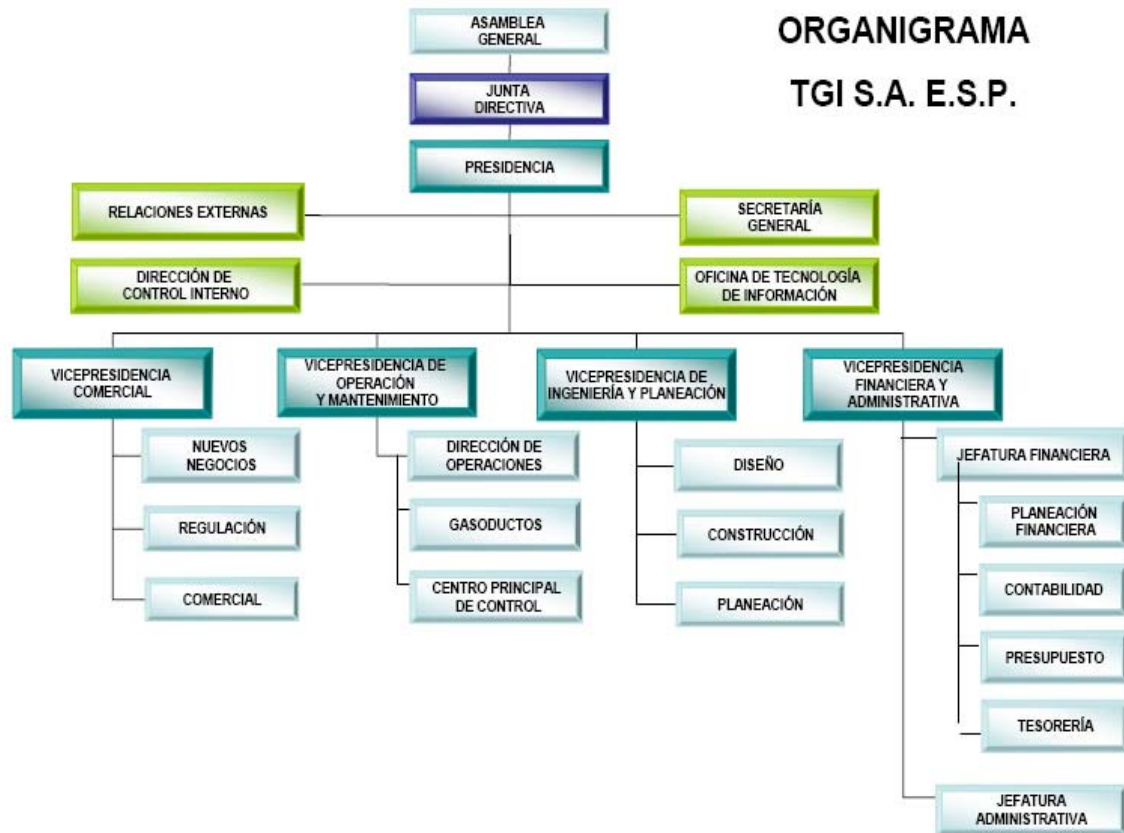 ORGANIGRAMA
TGI S.A. E.S.P.
ASAMBLEA
GENERAL
JUNTA
DIRECTIVA
PRESIDENCIA
RELACIONES EXTERNAS
SECRETARÍA
GENERAL
DIRECCIÓN DE
CONTROL INTERNO
OFICINA DE TECNOLOGÍA
DE INFORMACIÓN
VICEPRESIDENCIA
COMERCIAL
NUEVOS
NEGOCIOS
REGULACIÓN
COMERCIAL
VICEPRESIDENCIA DE
OPERACIÓN
Y MANTENIMIENTO
DIRECCIÓN DE
OPERACIONES
GASODUCTOS
CENTRO PRINCIPAL
DE CONTROL
VICEPRESIDENCIA DE
INGENIERÍA Y PLANEACIÓN
DISEÑO
CONSTRUCCIÓN
PLANEACIÓN
VICEPRESIDENCIA
FINANCIERA Y
ADMINISTRATIVA
JEFATURA FINANCIERA
PLANEACIÓN
FINANCIERA
CONTABILIDAD
PRESUPUESTO
TESORERÍA
JEFATURA
ADMINISTRATIVA